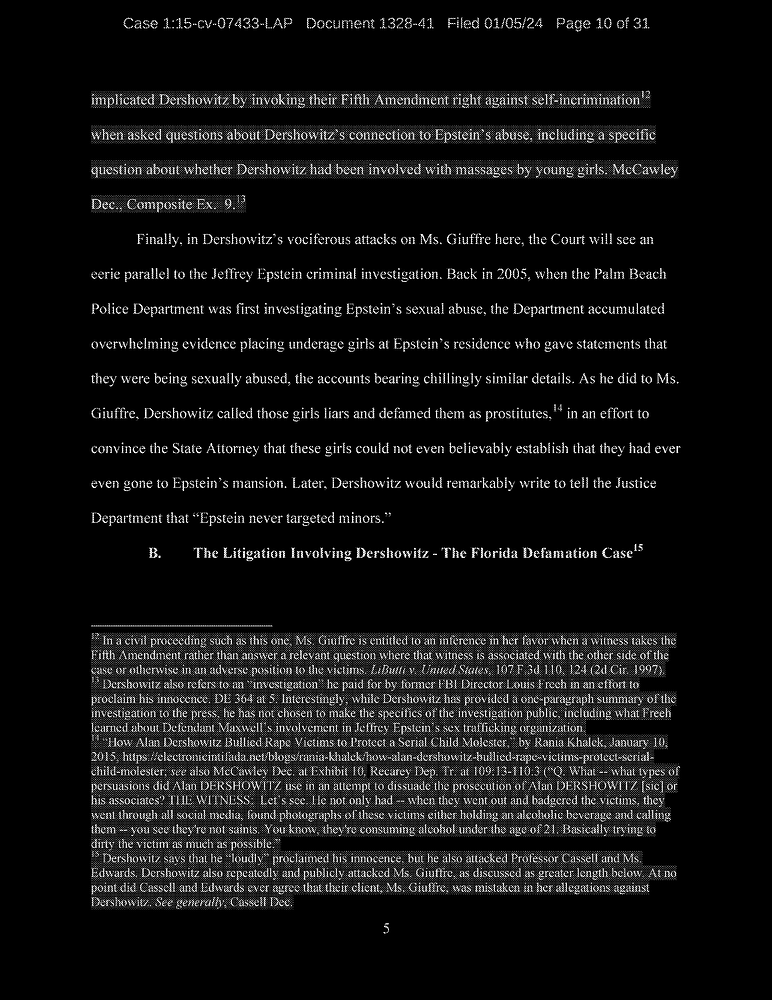 Case 1:15-cv-07433-LAP Document 1328-41 Filed 01/05/24 Page 10 of 31
implicated Dershowitz by invoking their Fifth Amendment right against self-incrimination12
when asked questions about Dershowitz's connection to Epstein's abuse, including a specific
question about whether Dershowitz had been involved with massages by young girls. McCawley
Dec., Composite Ex. 9.13
Finally, in Dershowitz's vociferous attacks on Ms. Giuffre here, the Court will see an
eerie parallel to the Jeffrey Epstein criminal investigation. Back in 2005, when the Palm Beach
Police Department was first investigating Epstein's sexual abuse, the Department accumulated
overwhelming evidence placing underage girls at Epstein's residence who gave statements that
they were being sexually abused, the accounts bearing chillingly similar details. As he did to Ms.
Giuffre, Dershowitz called those girls liars and defamed them as prostitutes,14 in an effort to
convince the State Attorney that these girls could not even believably establish that they had ever
even gone to Epstein's mansion. Later, Dershowitz would remarkably write to tell the Justice
Department that "Epstein never targeted minors."
B. The Litigation Involving Dershowitz - The Florida Defamation Case15
12 In a civil proceeding such as this one, Ms. Giuffre is entitled to an inference in her favor when a witness takes the
Fifth Amendment rather than answer a relevant question where that witness is associated with the other side of the
case or otherwise in an adverse position to the victims. LiButti v. United States, 107 F.3d 110, 124 (2d Cir. 1997).
13 Dershowitz also refers to an "investigation" he paid for by former FBI Director Louis Freeh in an effort to
proclaim his innocence. DE 364 at 5. Interestingly, while Dershowitz has provided a one-paragraph summary of the
investigation to the press, he has not chosen to make the specifics of the investigation public, including what Freeh
learned about Defendant Maxwell's involvement in Jeffrey Epstein's sex trafficking organization.
14 "How Alan Dershowitz Bullied Rape Victims to Protect a Serial Child Molester," by Rania Khalek, January 10,
2015, https://electronicintifada.net/blogs/rania-khalek/how-alan-dershowitz-bullied-rape-victims-protect-serial-
child-molester; see also McCawley Dec. at Exhibit 10, Recarey Dep. Tr. at 109:13-110:3 ("Q. What -- what types of
persuasions did Alan DERSHOWITZ use in an attempt to dissuade the prosecution of Alan DERSHOWITZ [sic] or
his associates? THE WITNESS: Let's see. He not only had -- when they went out and badgered the victims, they
went through all social media, found photographs of these victims either holding an alcoholic beverage and calling
them -- you see they're not saints. You know, they're consuming alcohol under the age of 21. Basically trying to
dirty the victim as much as possible."
15 Dershowitz says that he "loudly" proclaimed his innocence, but he also attacked Professor Cassell and Ms.
Edwards. Dershowitz also repeatedly and publicly attacked Ms. Giuffre, as discussed as greater length below. At no
point did Cassell and Edwards ever agree that their client, Ms. Giuffre, was mistaken in her allegations against
Dershowitz. See generally, Cassell Dec.
5